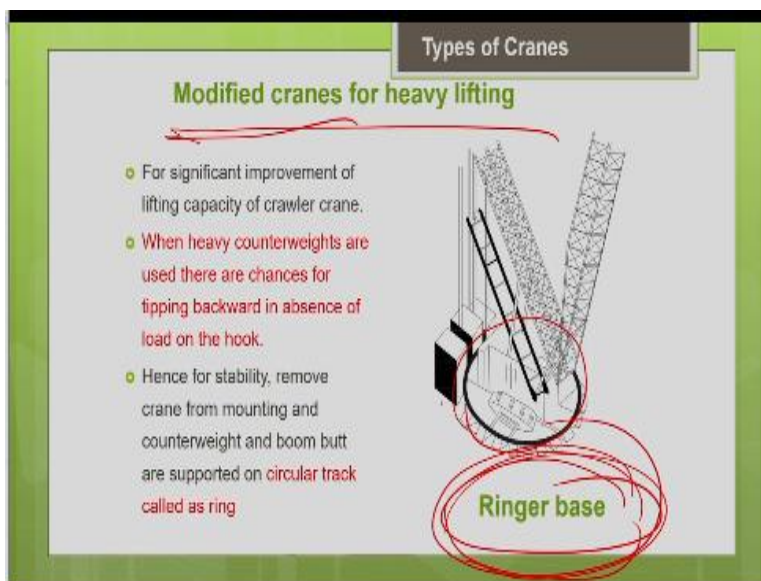 Types of Cranes
Modified cranes for heavy lifting
For significant improvement of
lifting capacity of crawler crane.
When heavy counterweights are
used there are chances for
tipping backward in absence of
load on the hook.
Hence for stability, remove
crane from mounting and
counterweight and boom butt
are supported on circular track
called as ring
Ringer base